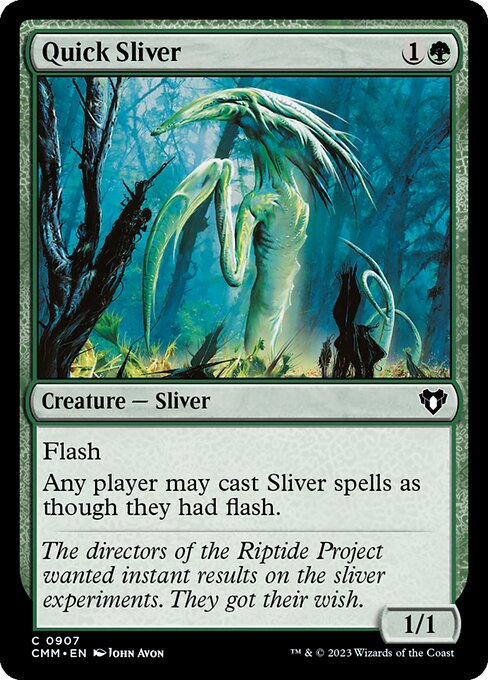 Quick Sliver 1
Creature — Sliver
Flash
Any player may cast Sliver spells as
though they had flash.
The directors of the Riptide Project
wanted instant results on the sliver
experiments. They got their wish.
1/1
C 0907
CMM • EN John Avon
™ & © 2023 Wizards of the Coast